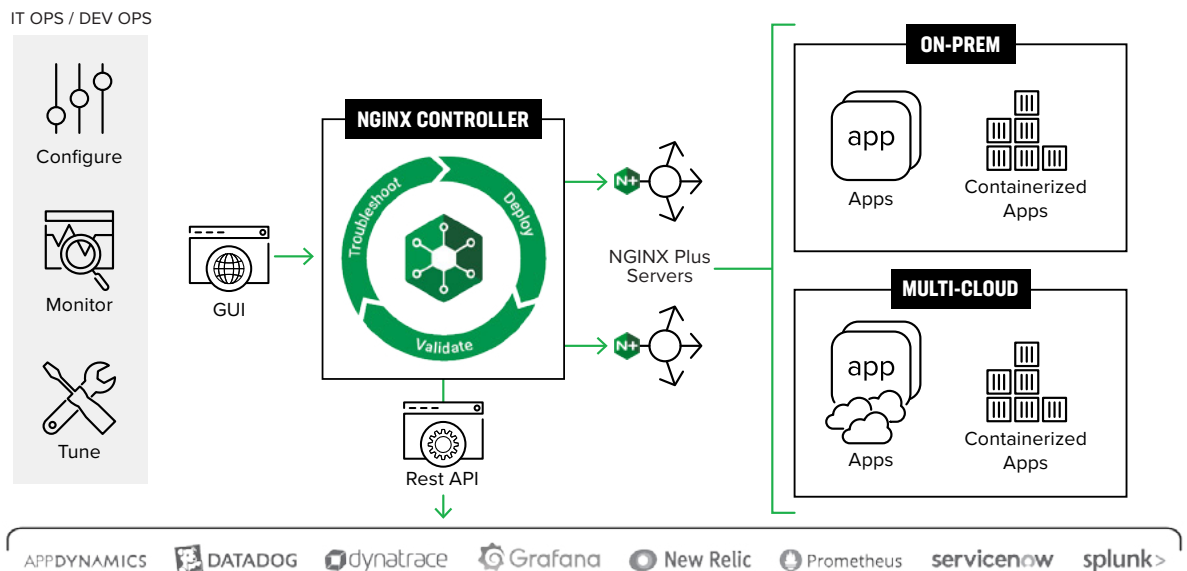 IT OPS / DEV OPS
Configure
Monitor
Tune
GUI
NGINX CONTROLLER
Troubleshoot
Deploy
Validate
Rest API
N+
NGINX Plus
Servers
N+
ON-PREM
app
Apps
Containerized
Apps
MULTI-CLOUD
app
Apps
Containerized
Apps
APPDYNAMICS
DATADOG
dynatrace
Grafana
New Relic
Prometheus
servicenow
splunk>